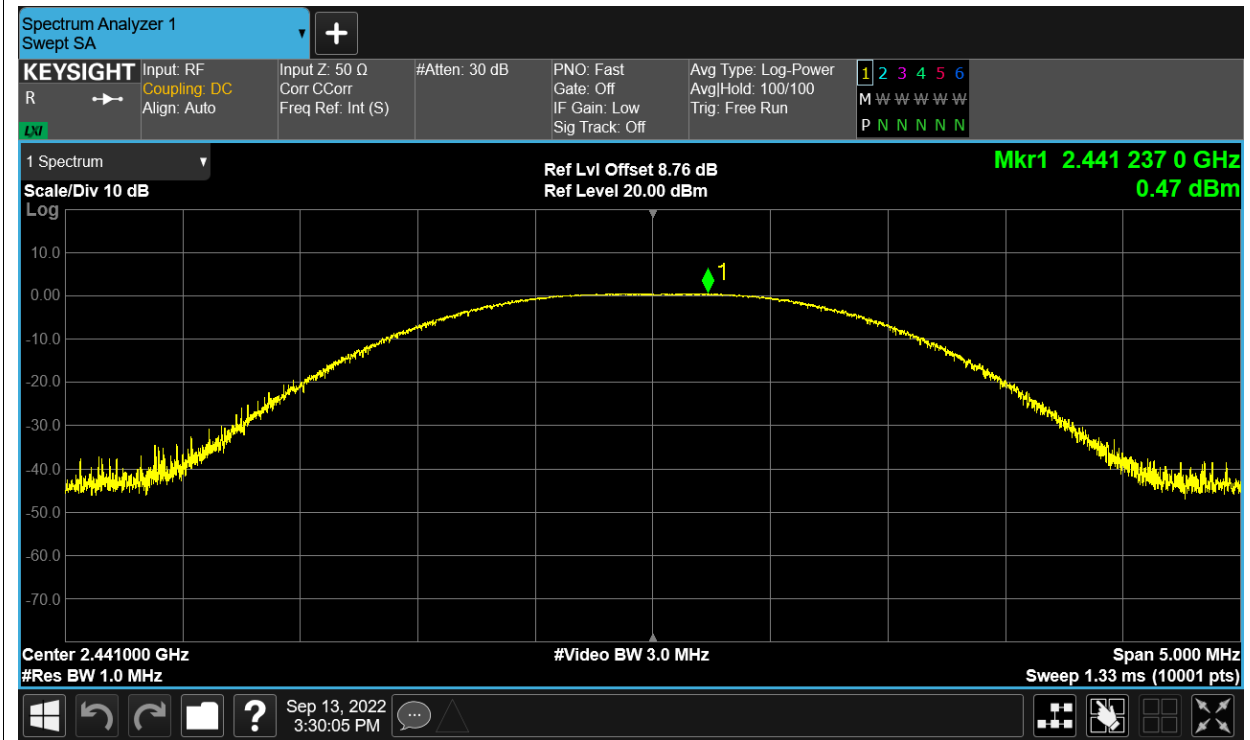 Spectrum Analyzer 1
Swept SA
+
KEYSIGHT
R
LXI
Input: RF
Coupling: DC
Align: Auto
Input Z: 50 Ω
Corr CCorr
Freq Ref: Int (S)
#Atten: 30 dB
PNO: Fast
Gate: Off
IF Gain: Low
Sig Track: Off
Avg Type: Log-Power
Avg|Hold: 100/100
Trig: Free Run
1 2 3 4 5 6
M W W W W W
P N N N N N
1 Spectrum
Scale/Div 10 dB
Log
Ref Lvl Offset 8.76 dB
Ref Level 20.00 dBm
Mkr1 2.441 237 0 GHz
0.47 dBm
1
10.0
0.00
-10.0
-20.0
-30.0
-40.0
-50.0
-60.0
-70.0
Center 2.441000 GHz
#Res BW 1.0 MHz
#Video BW 3.0 MHz
Span 5.000 MHz
Sweep 1.33 ms (10001 pts)
?
Sep 13, 2022
3:30:05 PM